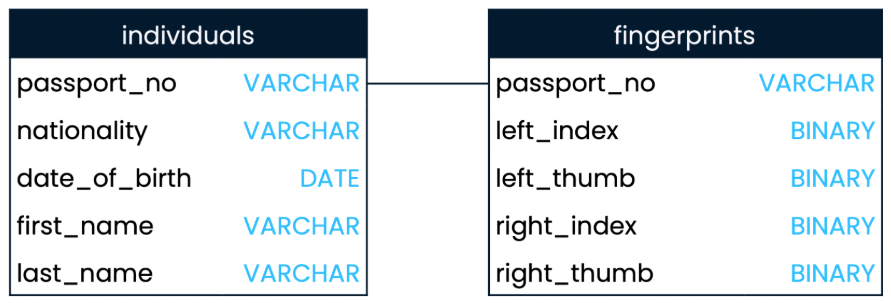 individuals
passport_no VARCHAR
nationality VARCHAR
date_of_birth DATE
first_name VARCHAR
last_name VARCHAR
fingerprints
passport_no VARCHAR
left_index BINARY
left_thumb BINARY
right_index BINARY
right_thumb BINARY